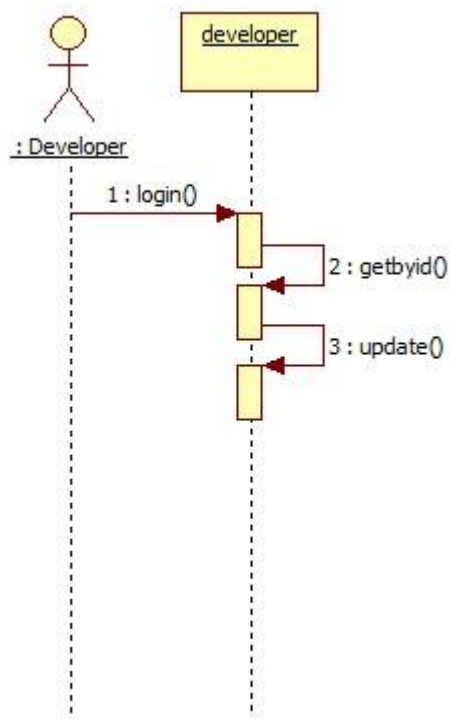 developer
: Developer
1 : login()
2 : getbyid()
3 : update()